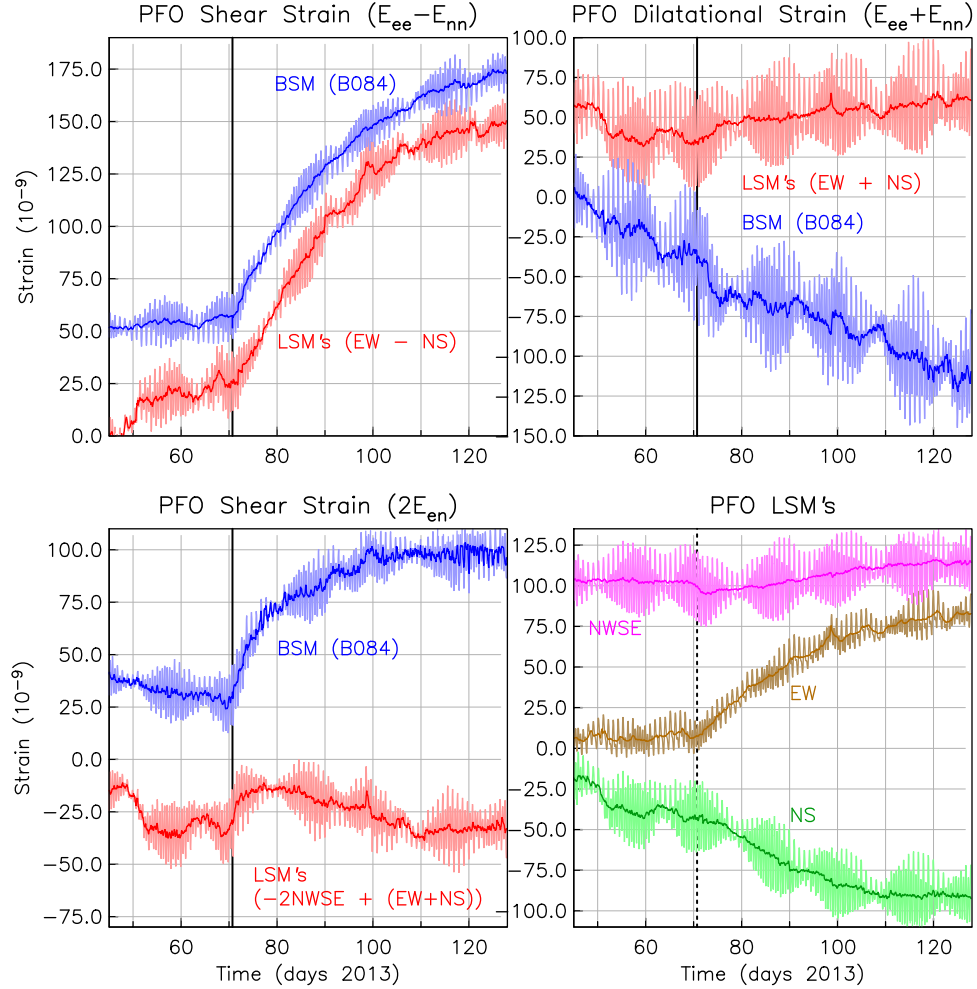 PFO Shear Strain (Eee−Enn)
175.0
150.0
125.0
100.0
75.0
50.0
25.0
0.0
Strain (10−9)
BSM (B084)
LSM's (EW − NS)
60
80
100
120
PFO Dilatational Strain (Eee+Enn)
100.0
75.0
50.0
25.0
0.0
−25.0
−50.0
−75.0
100.0
120.0
150.0
LSM's (EW + NS)
BSM (B084)
60
80
100
120
PFO Shear Strain (2Een)
100.0
75.0
50.0
25.0
0.0
−25.0
−50.0
−75.0
Strain (10−9)
BSM (B084)
LSM's
(−2NWSE + (EW+NS))
60
80
100
120
Time (days 2013)
PFO LSM's
125.0
100.0
75.0
50.0
25.0
0.0
−25.0
−50.0
−75.0
100.0
NWSE
EW
NS
60
80
100
120
Time (days 2013)